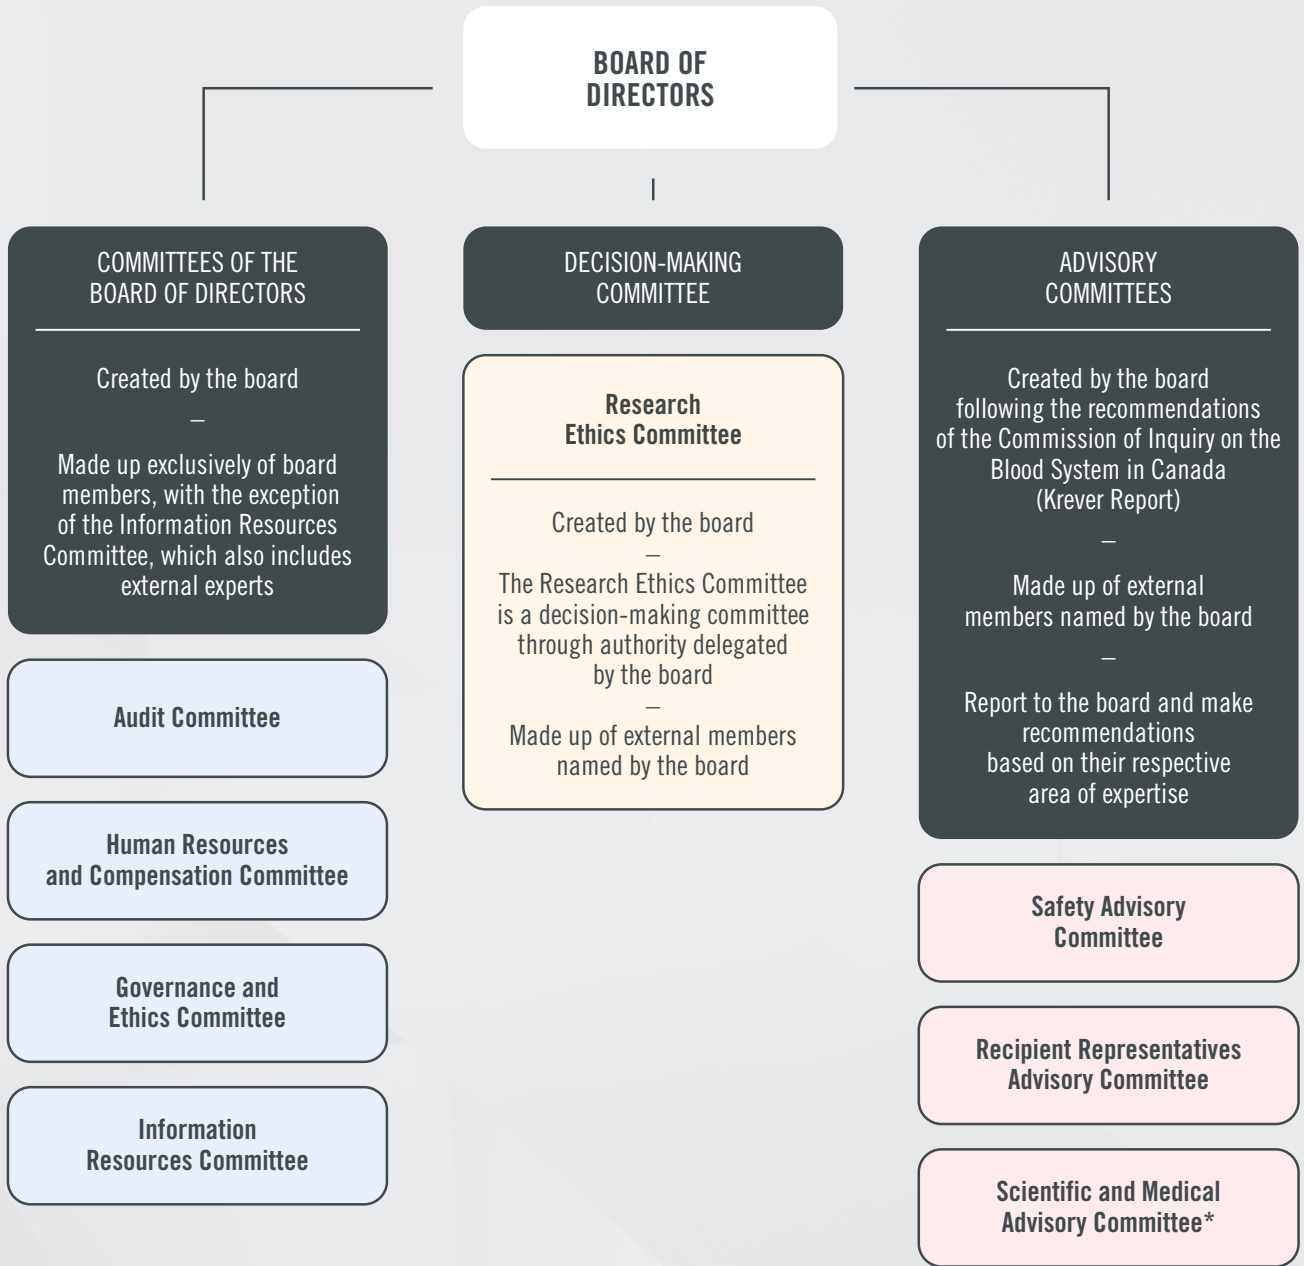 BOARD OF
DIRECTORS
COMMITTEES OF THE
BOARD OF DIRECTORS
Created by the board
–
Made up exclusively of board
members, with the exception
of the Information Resources
Committee, which also includes
external experts
Audit Committee
Human Resources
and Compensation Committee
Governance and
Ethics Committee
Information
Resources Committee
DECISION-MAKING
COMMITTEE
Research
Ethics Committee
Created by the board
–
The Research Ethics Committee
is a decision-making committee
through authority delegated
by the board
–
Made up of external members
named by the board
ADVISORY
COMMITTEES
Created by the board
following the recommendations
of the Commission of Inquiry on the
Blood System in Canada
(Krever Report)
–
Made up of external
members named by the board
–
Report to the board and make
recommendations
based on their respective
area of expertise
Safety Advisory
Committee
Recipient Representatives
Advisory Committee
Scientific and Medical
Advisory Committee*